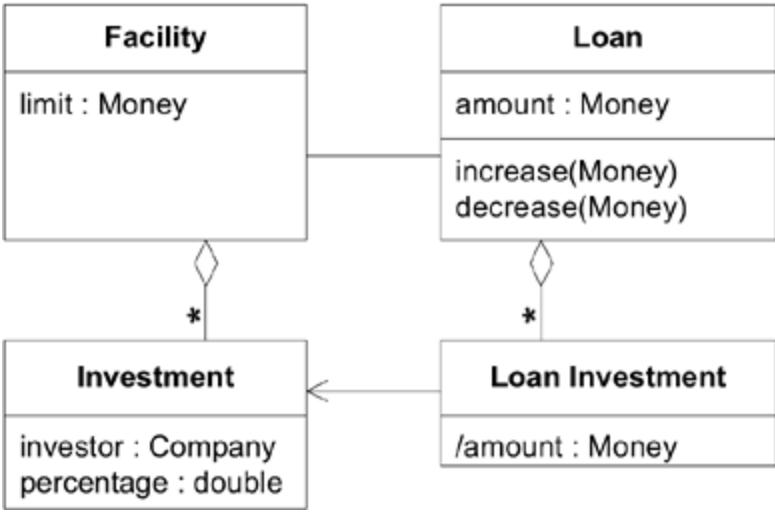 Facility
limit : Money
Loan
amount : Money
increase(Money)
decrease(Money)
*
*
Investment
investor : Company
percentage : double
Loan Investment
/amount : Money